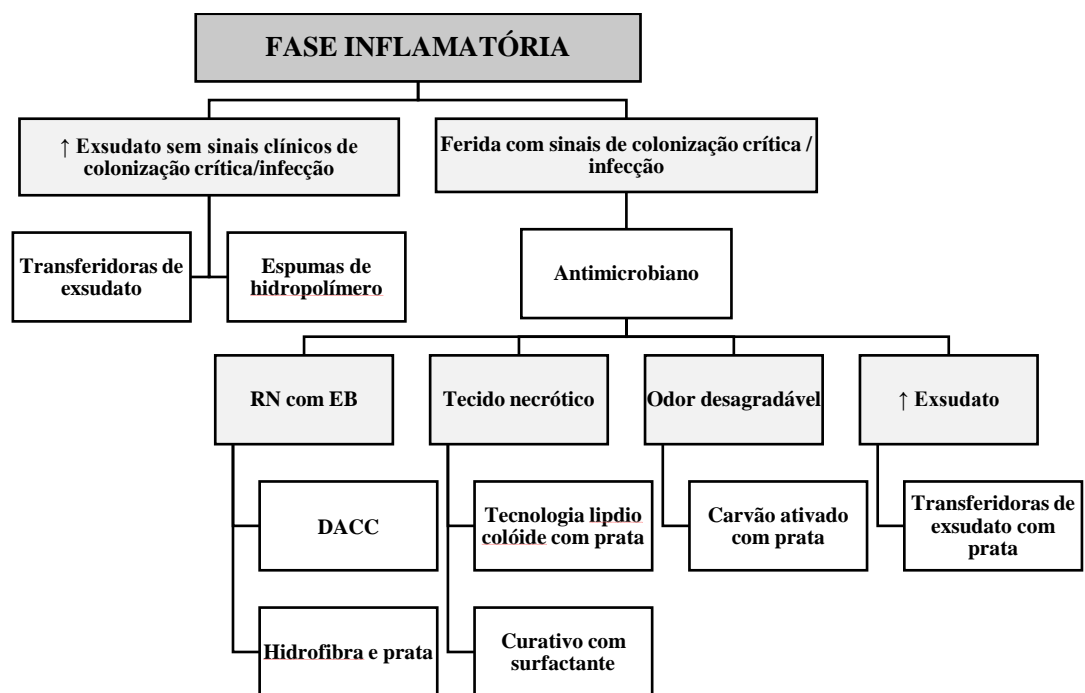 FASE INFLAMATÓRIA
↑ Exsudato sem sinais clínicos de
colonização crítica/infecção
Ferida com sinais de colonização crítica /
infecção
Transferidoras de
exsudato
Espumas de
hidropolímero
Antimicrobiano
RN com EB
Tecido necrótico
Odor desagradável
↑ Exsudato
DACC
Tecnologia lipdio
colóide com prata
Carvão ativado
com prata
Transferidoras de
exsudato com
prata
Hidrofibra e prata
Curativo com
surfactante